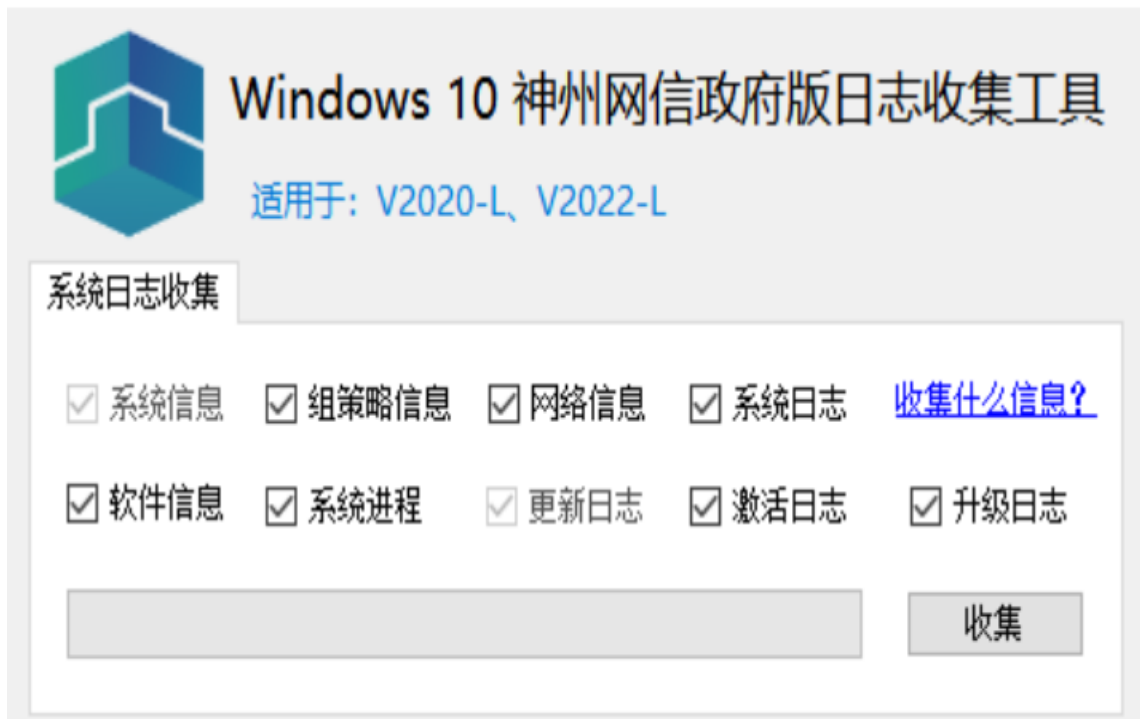 Windows 10 神州网信政府版日志收集工具
适用于：V2020-L、V2022-L
系统日志收集
系统信息 组策略信息 网络信息 系统日志 收集什么信息？
软件信息 系统进程 更新日志 激活日志 升级日志
收集